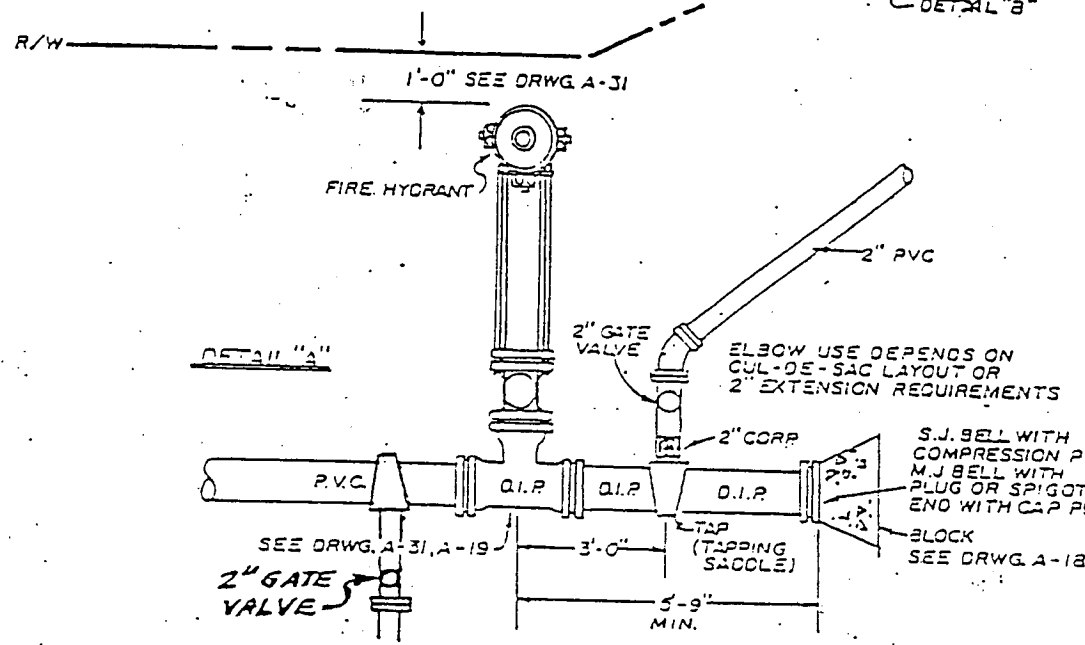 DETAIL "B"
R/W
1'-0" SEE DRWG. A-31
FIRE HYDRANT
2" PVC
2" GATE
VALVE
DETAIL "A"
ELBOW USE DEPENDS ON
CUL-DE-SAC LAYOUT OR
2" EXTENSION REQUIREMENTS
2" CORP.
S.J. BELL WITH
COMPRESSION P
M.J. BELL WITH
PLUG OR SPIGOT
END WITH CAP P
P.V.C.
D.I.P.
D.I.P.
D.I.P.
TAP
(TAPPING
SADDLE)
BLOCK
SEE DRWG. A-18
SEE DRWG. A-31, A-19
3'-0"
2" GATE
VALVE
5'-9"
MIN.